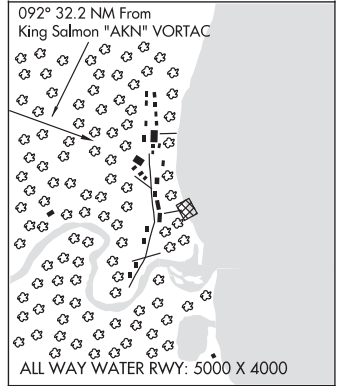 092° 32.2 NM From
King Salmon "AKN" VORTAC
ALL WAY WATER RWY: 5000 X 4000